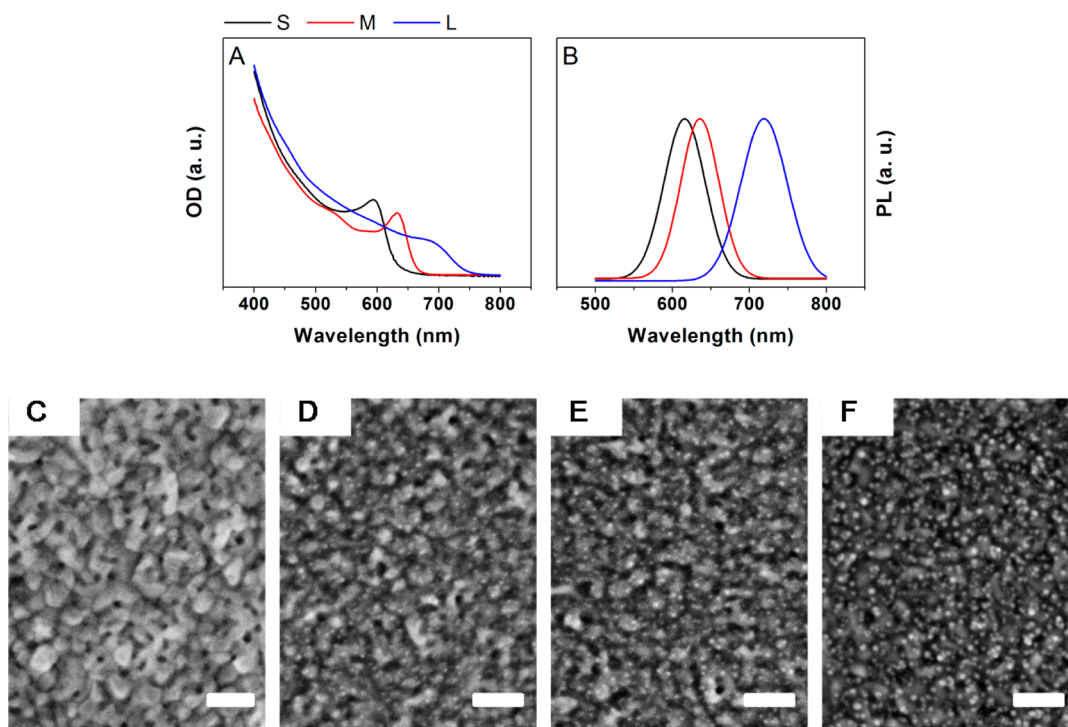 S M L
A
OD (a. u.)
400 500 600 700 800
Wavelength (nm)
B
PL (a. u.)
500 600 700 800
Wavelength (nm)
C
D
E
F